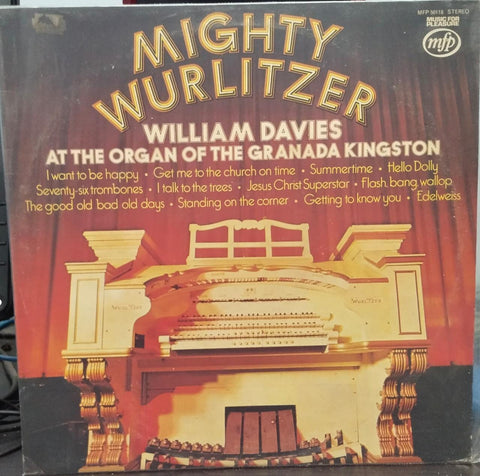 MFP 50116 STEREO
MUSIC FOR
PLEASURE
mfp
MIGHTY
WURLITZER
WILLIAM DAVIES
AT THE ORGAN OF THE GRANADA KINGSTON
I want to be happy • Get me to the church on time • Summertime • Hello Dolly
Seventy-six trombones • I talk to the trees • Jesus Christ Superstar • Flash, bang, wallop
The good old bad old days • Standing on the corner • Getting to know you • Edelweiss